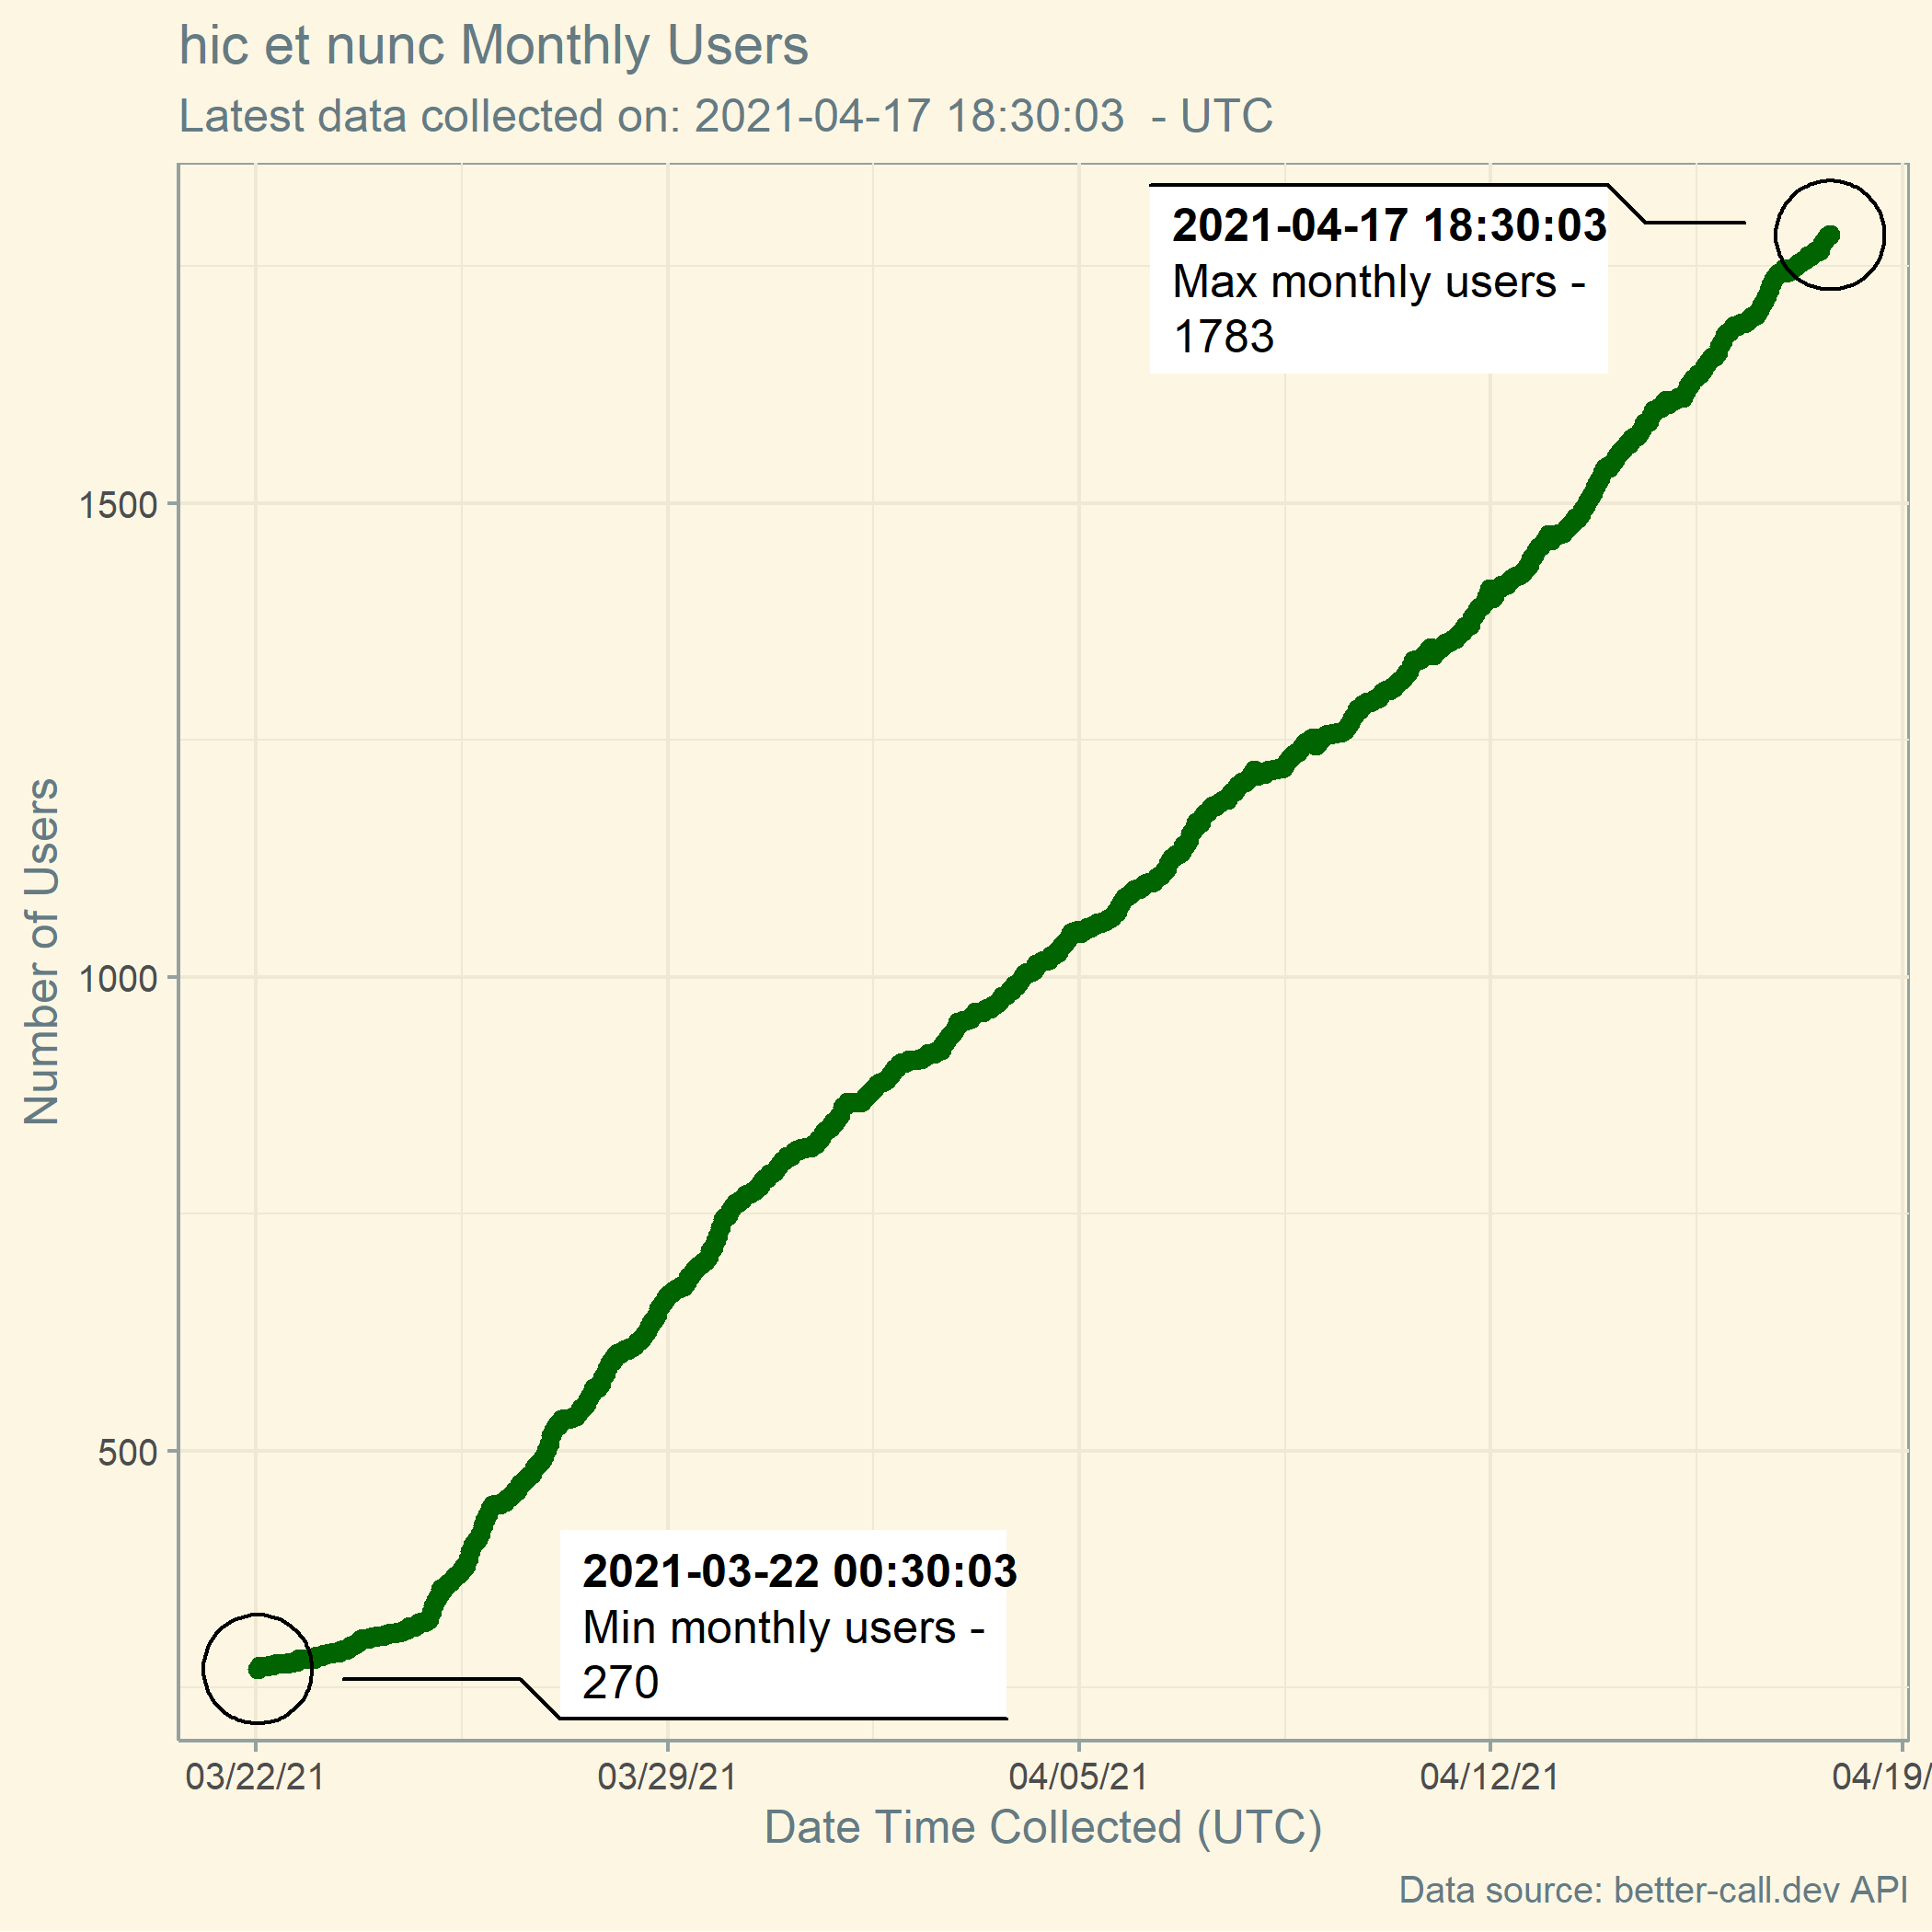 hic et nunc Monthly Users
Latest data collected on: 2021-04-17 18:30:03  - UTC
2021-04-17 18:30:03
Max monthly users -
1783
1500
1000
500
Number of Users
2021-03-22 00:30:03
Min monthly users -
270
03/22/21
03/29/21
04/05/21
04/12/21
04/19/
Date Time Collected (UTC)
Data source: better-call.dev API